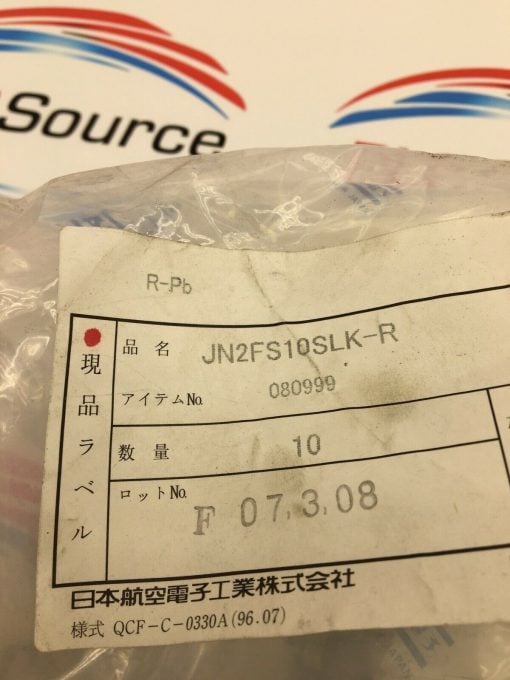 Source
R-Pb
現品ラベル
品 名 JN2FS10SLK-R
アイテムNo. 080999
数 量 10
ロットNo. F 07.3.08
日本航空電子工業株式会社
様式 QCF-C-0330A(96.07)
JAPAN